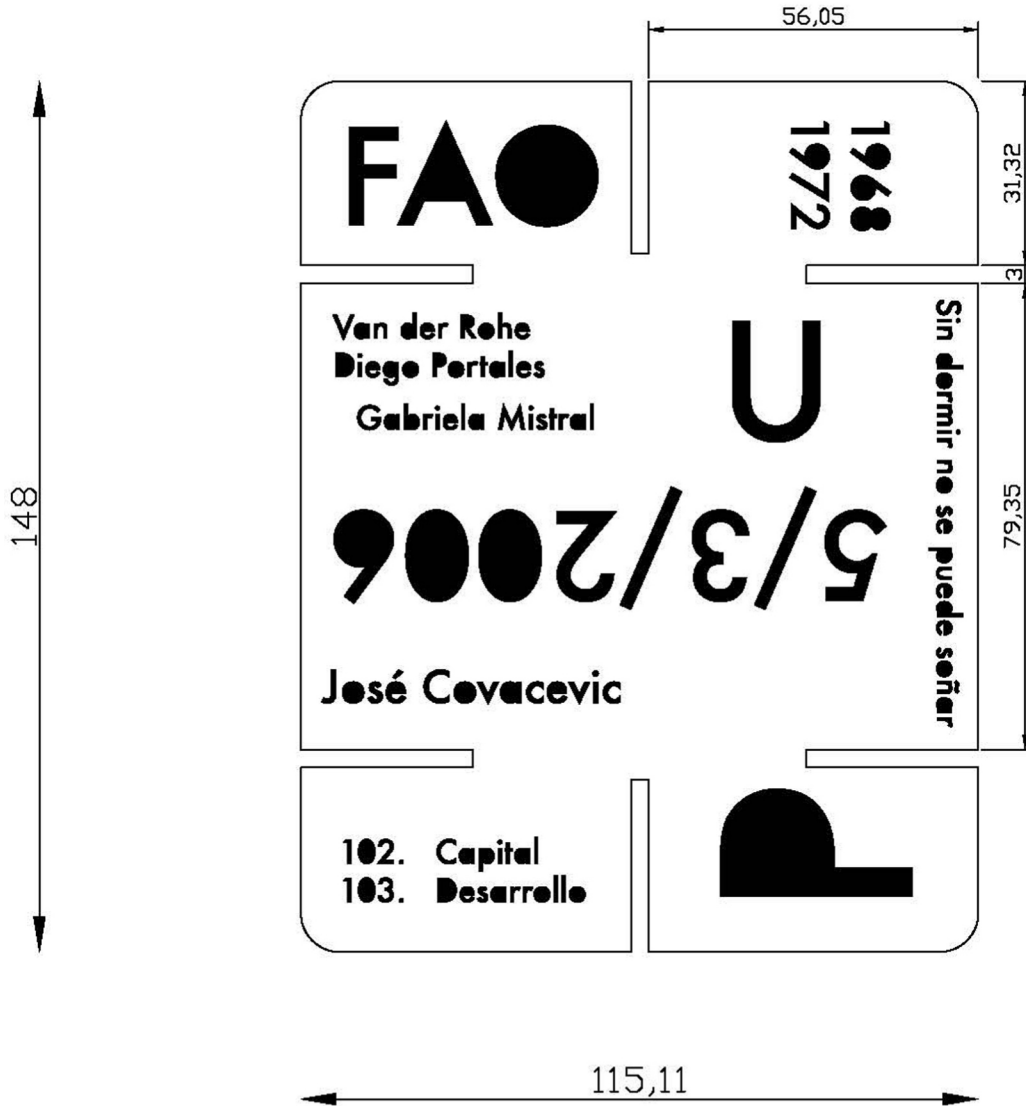 56,05
FAO
1968
1972
31,32
3
Van der Rohe
Diego Portales
Gabriela Mistral
U
Sin dormir no se puede soñar
79,35
148
5/3/2006
José Covacevic
102. Capital
103. Desarrollo
P
115,11